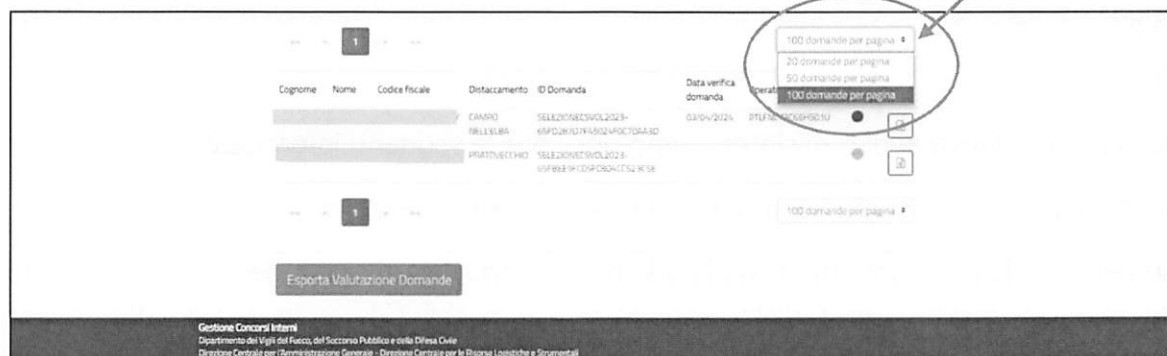 << < 1 > >>
100 domande per pagina
20 domande per pagina
50 domande per pagina
100 domande per pagina
Cognome Nome Codice fiscale Distaccamento ID Domanda Data verifica domanda
CAMPO NELL'ELBA 03/04/2024
PRATOVECCHIO
<< < 1 > >>
100 domande per pagina
Esporta Valutazione Domande
Gestione Concorsi Interni
Dipartimento dei Vigili del Fuoco, del Soccorso Pubblico e della Difesa Civile
Direzione Centrale per l'Amministrazione Generale - Direzione Centrale per le Risorse Logistiche e Strumentali